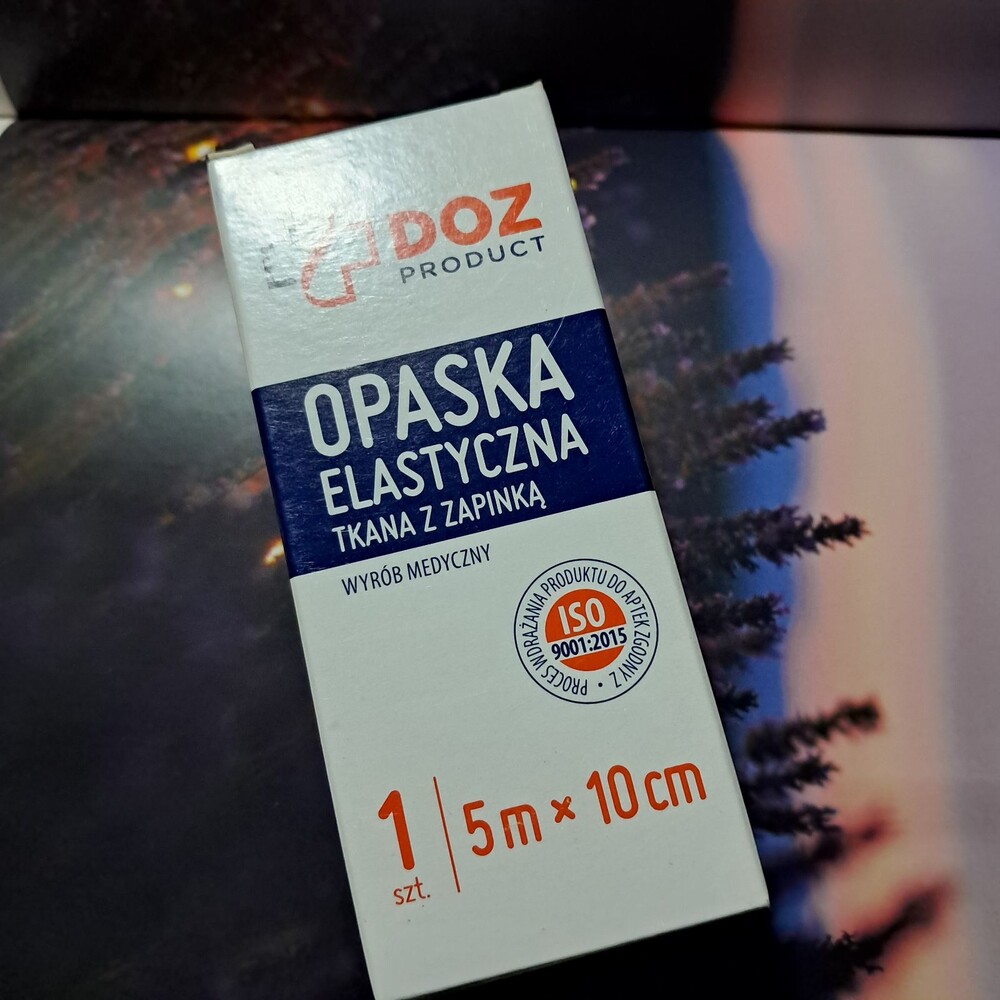 DOZ
PRODUCT
OPASKA
ELASTYCZNA
TKANA Z ZAPINKĄ
WYRÓB MEDYCZNY
PROCES WDRAŻANIA PRODUKTU DO APTEK ZGODNY Z
ISO
9001:2015
1
szt.
5 m x 10 cm